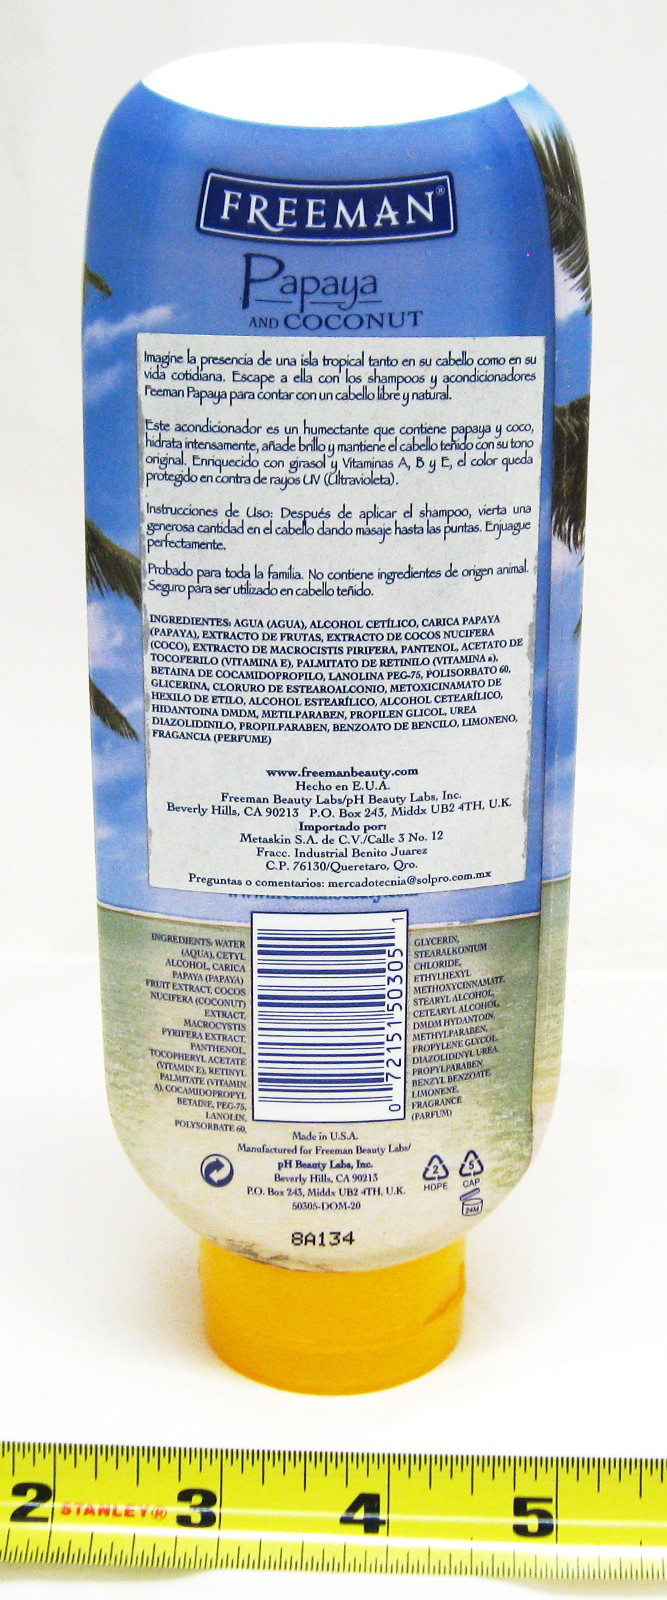 FREEMAN®
Papaya
AND COCONUT
Imagine la presencia de una isla tropical tanto en su cabello como en su
vida cotidiana. Escape a ella con los shampoos y acondicionadores
Feeman Papaya para contar con un cabello libre y natural.
Este acondicionador es un humectante que contiene papaya y coco,
hidrata intensamente, añade brillo y mantiene el cabello teñido con su tono
original. Enriquecido con girasol y Vitaminas A, B y E, el color queda
protegido en contra de rayos UV (Ultravioleta).
Instrucciones de Uso: Después de aplicar el shampoo, vierta una
generosa cantidad en el cabello dando masaje hasta las puntas. Enjuague
perfectamente.
Probado para toda la familia. No contiene ingredientes de origen animal.
Seguro para ser utilizado en cabello teñido.
INGREDIENTES: AGUA (AGUA), ALCOHOL CETÍLICO, CARICA PAPAYA
(PAPAYA), EXTRACTO DE FRUTAS, EXTRACTO DE COCOS NUCIFERA
(COCO), EXTRACTO DE MACROCISTIS PIRIFERA, PANTENOL, ACETATO DE
TOCOFERILO (VITAMINA E), PALMITATO DE RETINILO (VITAMINA a),
BETAINA DE COCAMIDOPROPILO, LANOLINA PEG-75, POLISORBATO 60,
GLICERINA, CLORURO DE ESTEAROALCONIO, METOXICINAMATO DE
HEXILO DE ETILO, ALCOHOL ESTEARÍLICO, ALCOHOL CETEARÍLICO,
HIDANTOINA DMDM, METILPARABEN, PROPILEN GLICOL, UREA
DIAZOLIDINILO, PROPILPARABEN, BENZOATO DE BENCILO, LIMONENO,
FRAGANCIA (PERFUME)
www.freemanbeauty.com
Hecho en E.U.A.
Freeman Beauty Labs/pH Beauty Labs, Inc.
Beverly Hills, CA 90213 P.O. Box 243, Middx UB2 4TH, U.K.
Importado por:
Metaskin S.A. de C.V./Calle 3 No. 12
Fracc. Industrial Benito Juarez
C.P. 76130/Queretaro, Qro.
Preguntas o comentarios: mercadotecnia@solpro.com.mx
INGREDIENTS: WATER
(AQUA), CETYL
ALCOHOL, CARICA
PAPAYA (PAPAYA)
FRUIT EXTRACT, COCOS
NUCIFERA (COCONUT)
EXTRACT,
MACROCYSTIS
PYRIFERA EXTRACT,
PANTHENOL,
TOCOPHERYL ACETATE
(VITAMIN E), RETINYL
PALMITATE (VITAMIN
A), COCAMIDOPROPYL
BETAINE, PEG-75,
LANOLIN,
POLYSORBATE 60,
0 72151 50305 1
GLYCERIN,
STEARALKONIUM
CHLORIDE,
ETHYLHEXYL
METHOXYCINNAMATE,
STEARYL ALCOHOL,
CETEARYL ALCOHOL,
DMDM HYDANTOIN,
METHYLPARABEN,
PROPYLENE GLYCOL,
DIAZOLIDINYL UREA,
PROPYLPARABEN,
BENZYL BENZOATE,
LIMONENE,
FRAGRANCE
(PARFUM)
Made in U.S.A.
Manufactured for Freeman Beauty Labs/
pH Beauty Labs, Inc.
Beverly Hills, CA 90213
P.O. Box 243, Middx UB2 4TH, U.K.
50305-DOM-20
2
HDPE
5
CAP
24M
8A134
2 STANLEY® 3 4 5